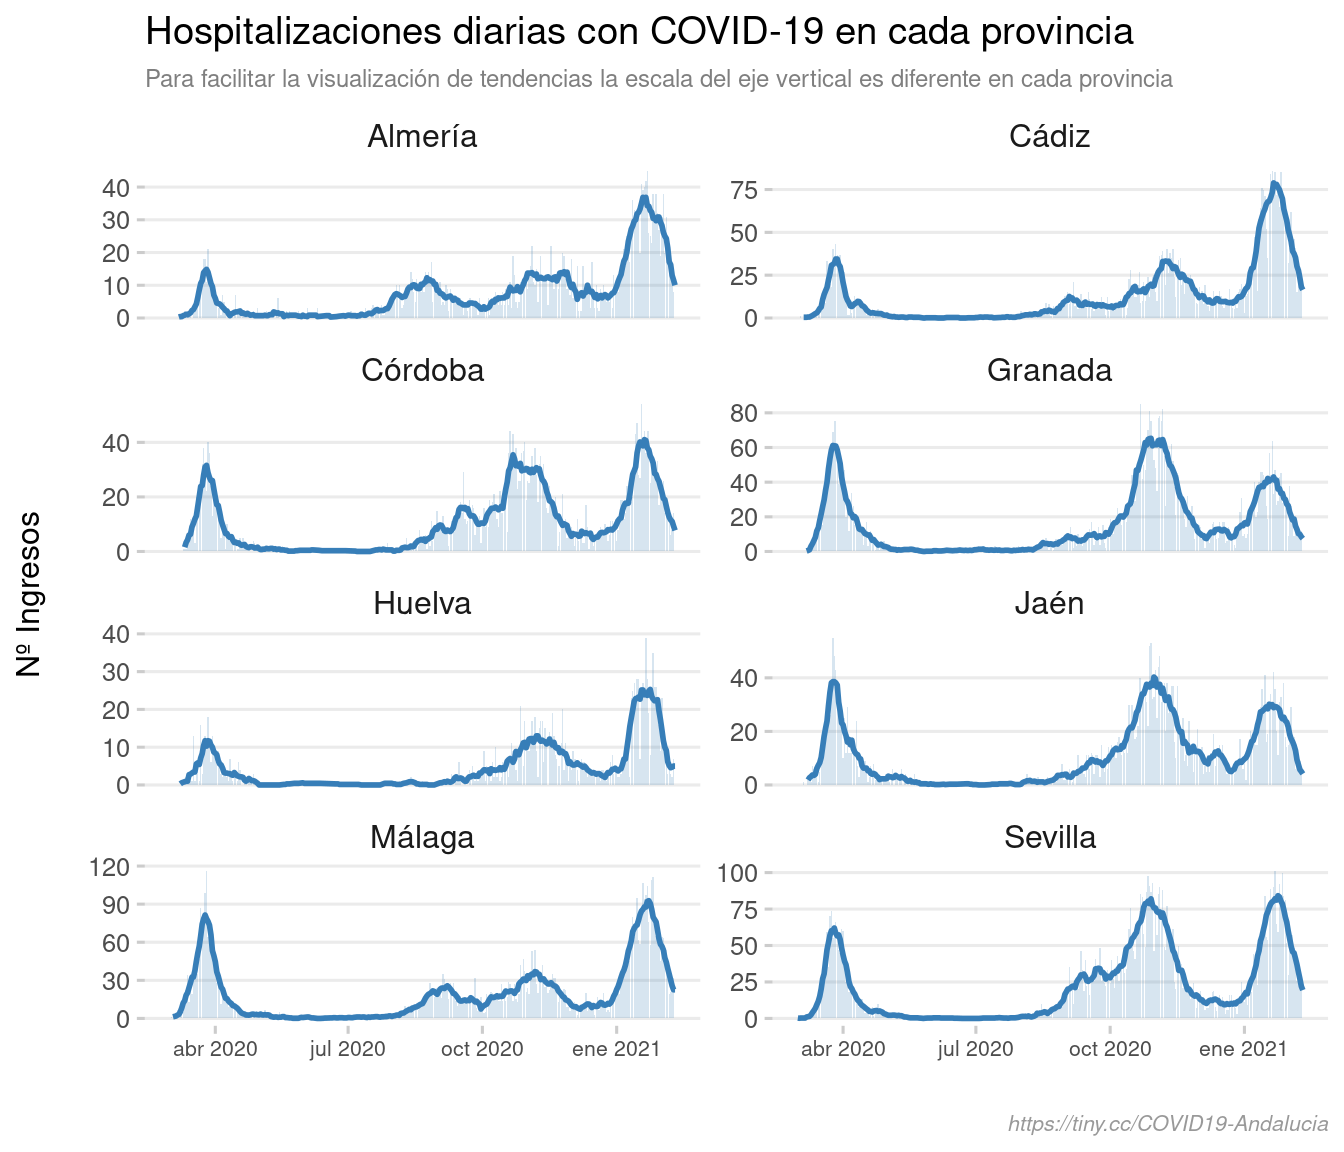 Hospitalizaciones diarias con COVID-19 en cada provincia
Para facilitar la visualización de tendencias la escala del eje vertical es diferente en cada provincia
Nº Ingresos
Almería
40
30
20
10
0
Cádiz
75
50
25
0
Córdoba
40
20
0
Granada
80
60
40
20
0
Huelva
40
30
20
10
0
Jaén
40
20
0
Málaga
120
90
60
30
0
abr 2020 jul 2020 oct 2020 ene 2021
Sevilla
100
75
50
25
0
abr 2020 jul 2020 oct 2020 ene 2021
https://tiny.cc/COVID19-Andalucia